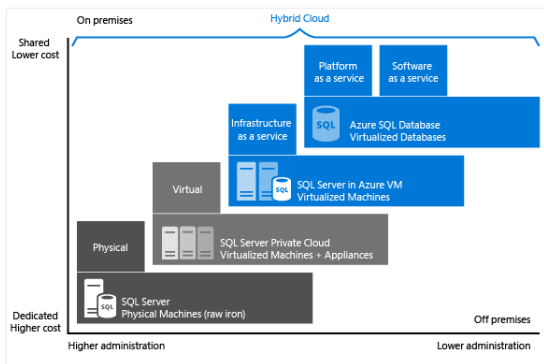 On premises
Hybrid Cloud
Shared
Lower cost
Platform
as a service
Software
as a service
SQL
Azure SQL Database
Virtualized Databases
Infrastructure
as a service
SQL
SQL Server in Azure VM
Virtualized Machines
Virtual
SQL Server Private Cloud
Virtualized Machines + Appliances
Physical
SQL
SQL Server
Physical Machines (raw iron)
Dedicated
Higher cost
Off premises
Higher administration
Lower administration